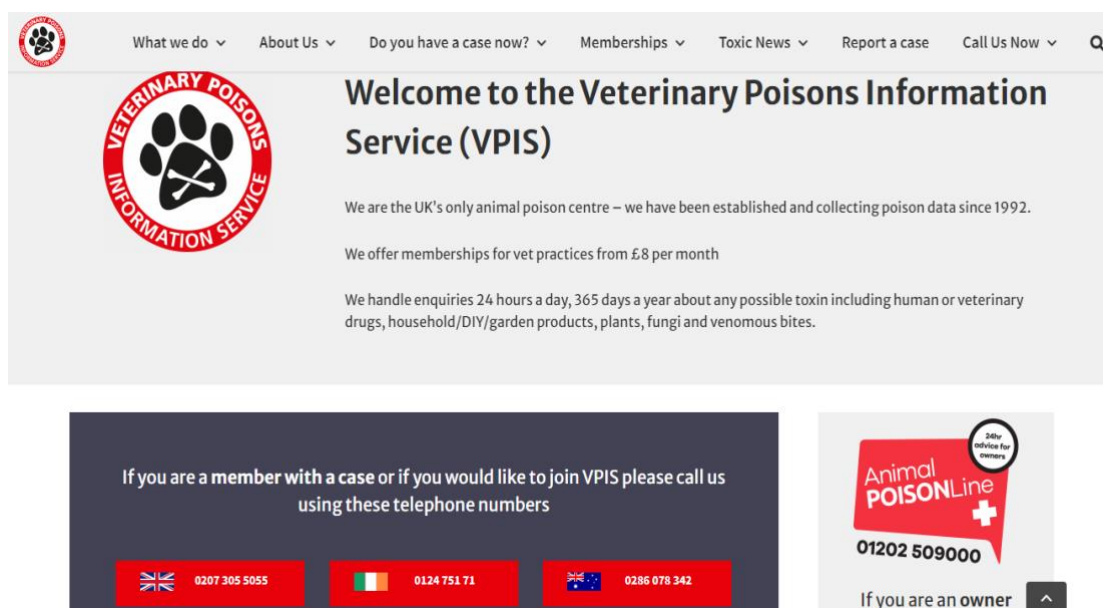 VETERINARY POISONS INFORMATION SERVICE
What we do
About Us
Do you have a case now?
Memberships
Toxic News
Report a case
Call Us Now
VETERINARY POISONS
INFORMATION SERVICE
Welcome to the Veterinary Poisons Information
Service (VPIS)
We are the UK's only animal poison centre – we have been established and collecting poison data since 1992.
We offer memberships for vet practices from £8 per month
We handle enquiries 24 hours a day, 365 days a year about any possible toxin including human or veterinary
drugs, household/DIY/garden products, plants, fungi and venomous bites.
If you are a member with a case or if you would like to join VPIS please call us
using these telephone numbers
0207 305 5055
0124 751 71
0286 078 342
24hr
advice for
owners
Animal
POISONLine
01202 509000
If you are an owner